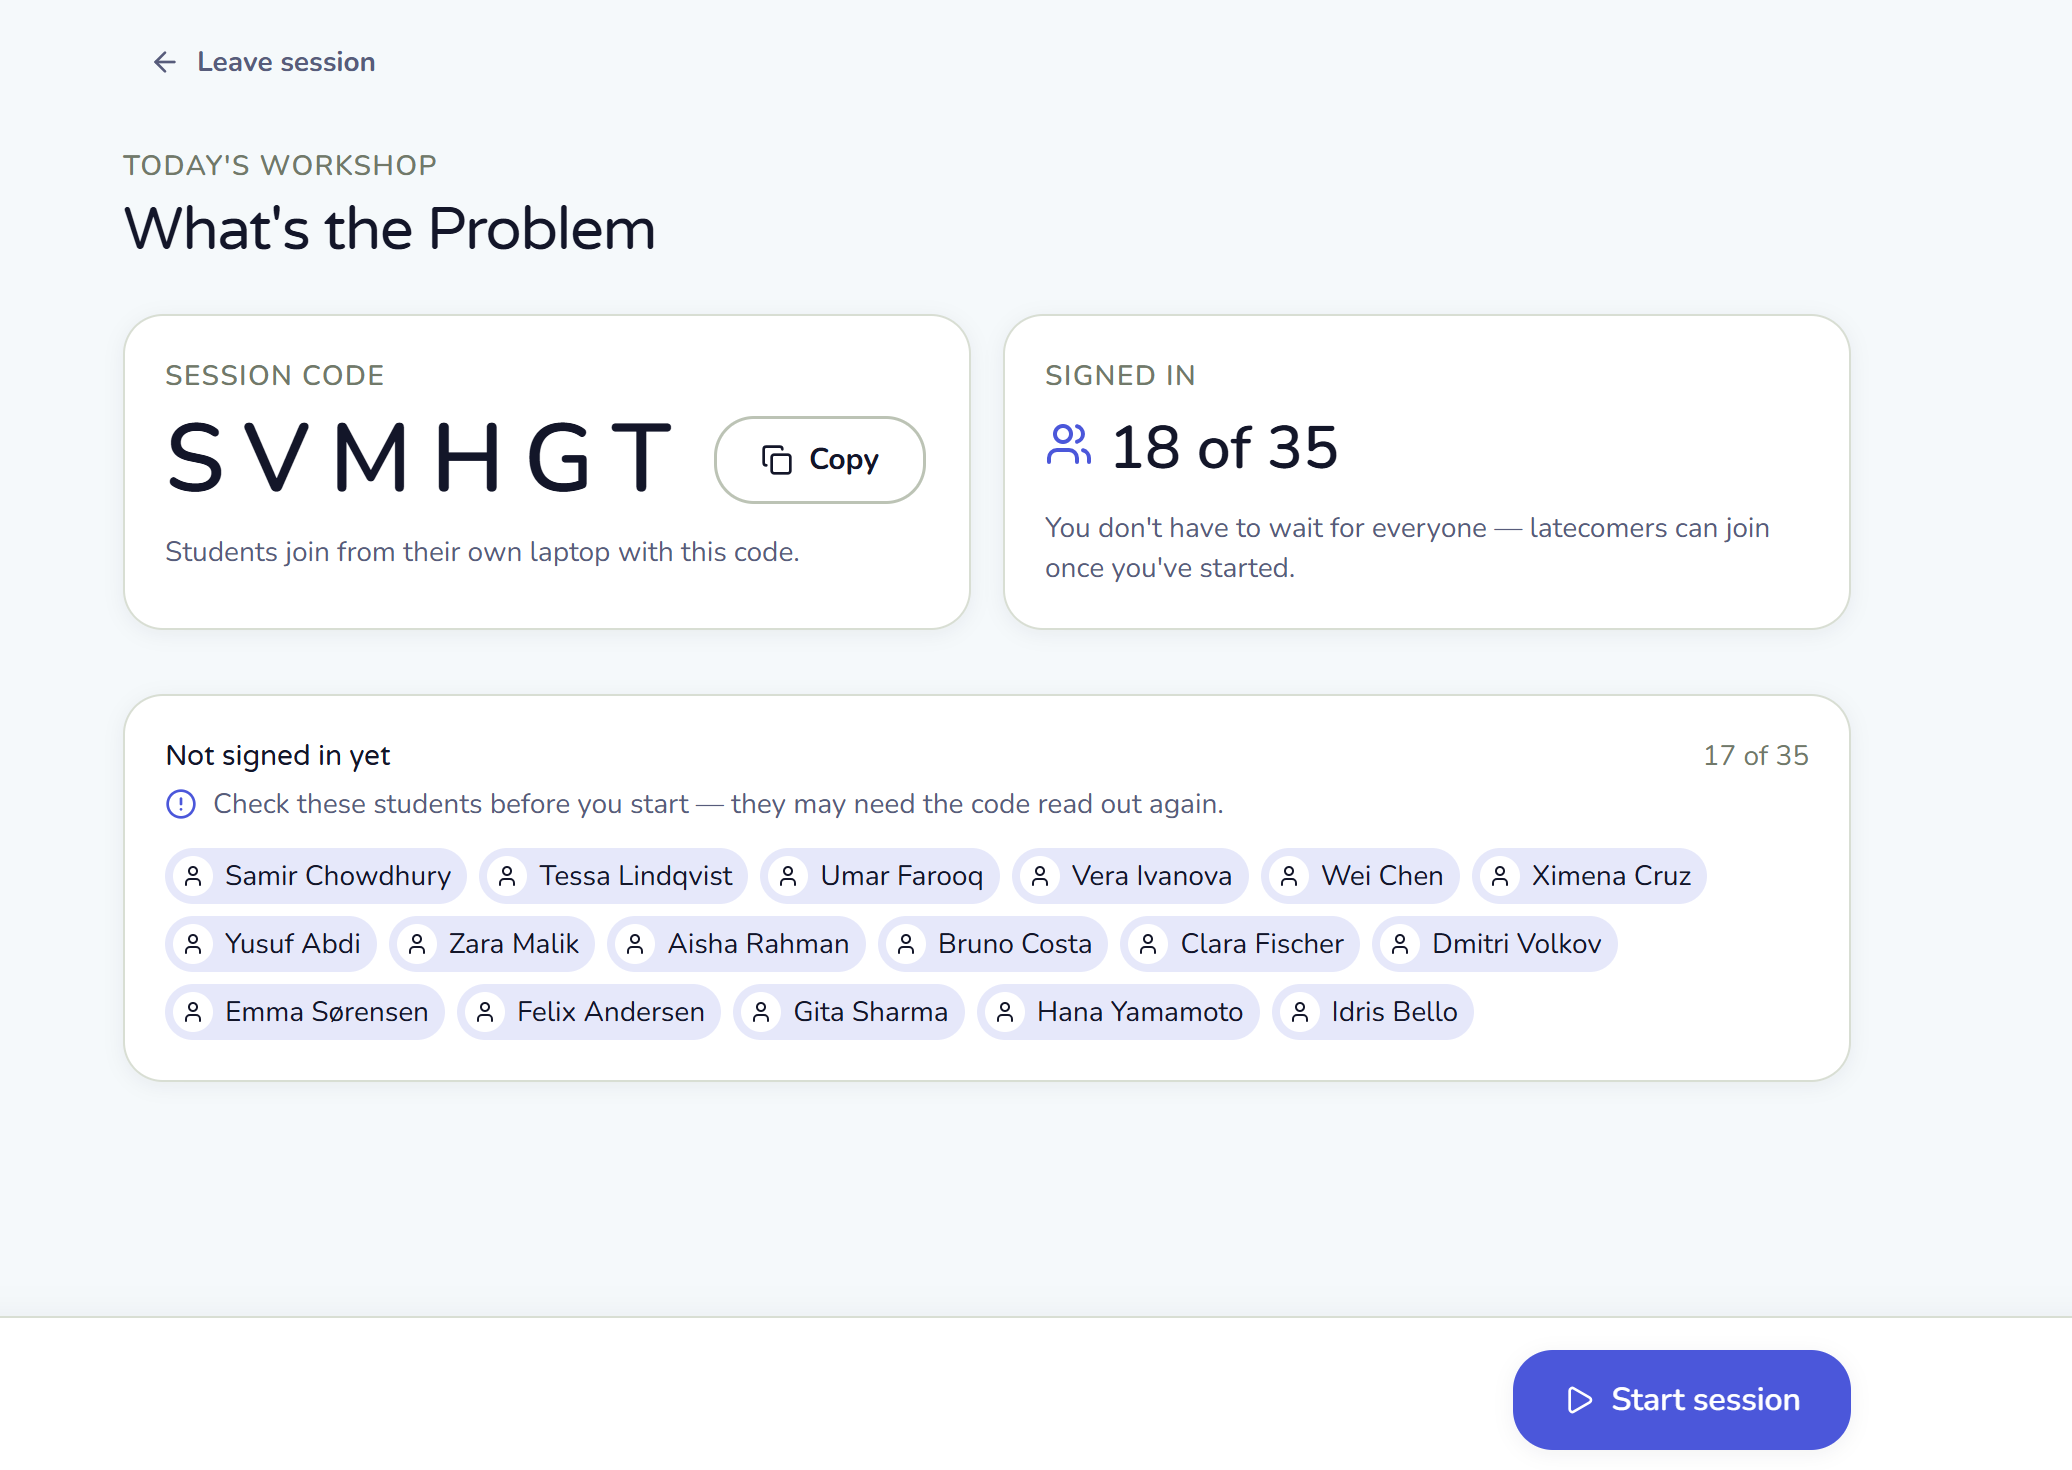 Leave session
TODAY'S WORKSHOP
What's the Problem
SESSION CODE
SVMHGT
Copy
Students join from their own laptop with this code.
SIGNED IN
18 of 35
You don't have to wait for everyone — latecomers can join
once you've started.
Not signed in yet
17 of 35
Check these students before you start — they may need the code read out again.
Samir Chowdhury Tessa Lindqvist Umar Farooq Vera Ivanova Wei Chen Ximena Cruz
Yusuf Abdi Zara Malik Aisha Rahman Bruno Costa Clara Fischer Dmitri Volkov
Emma Sørensen Felix Andersen Gita Sharma Hana Yamamoto Idris Bello
Start session